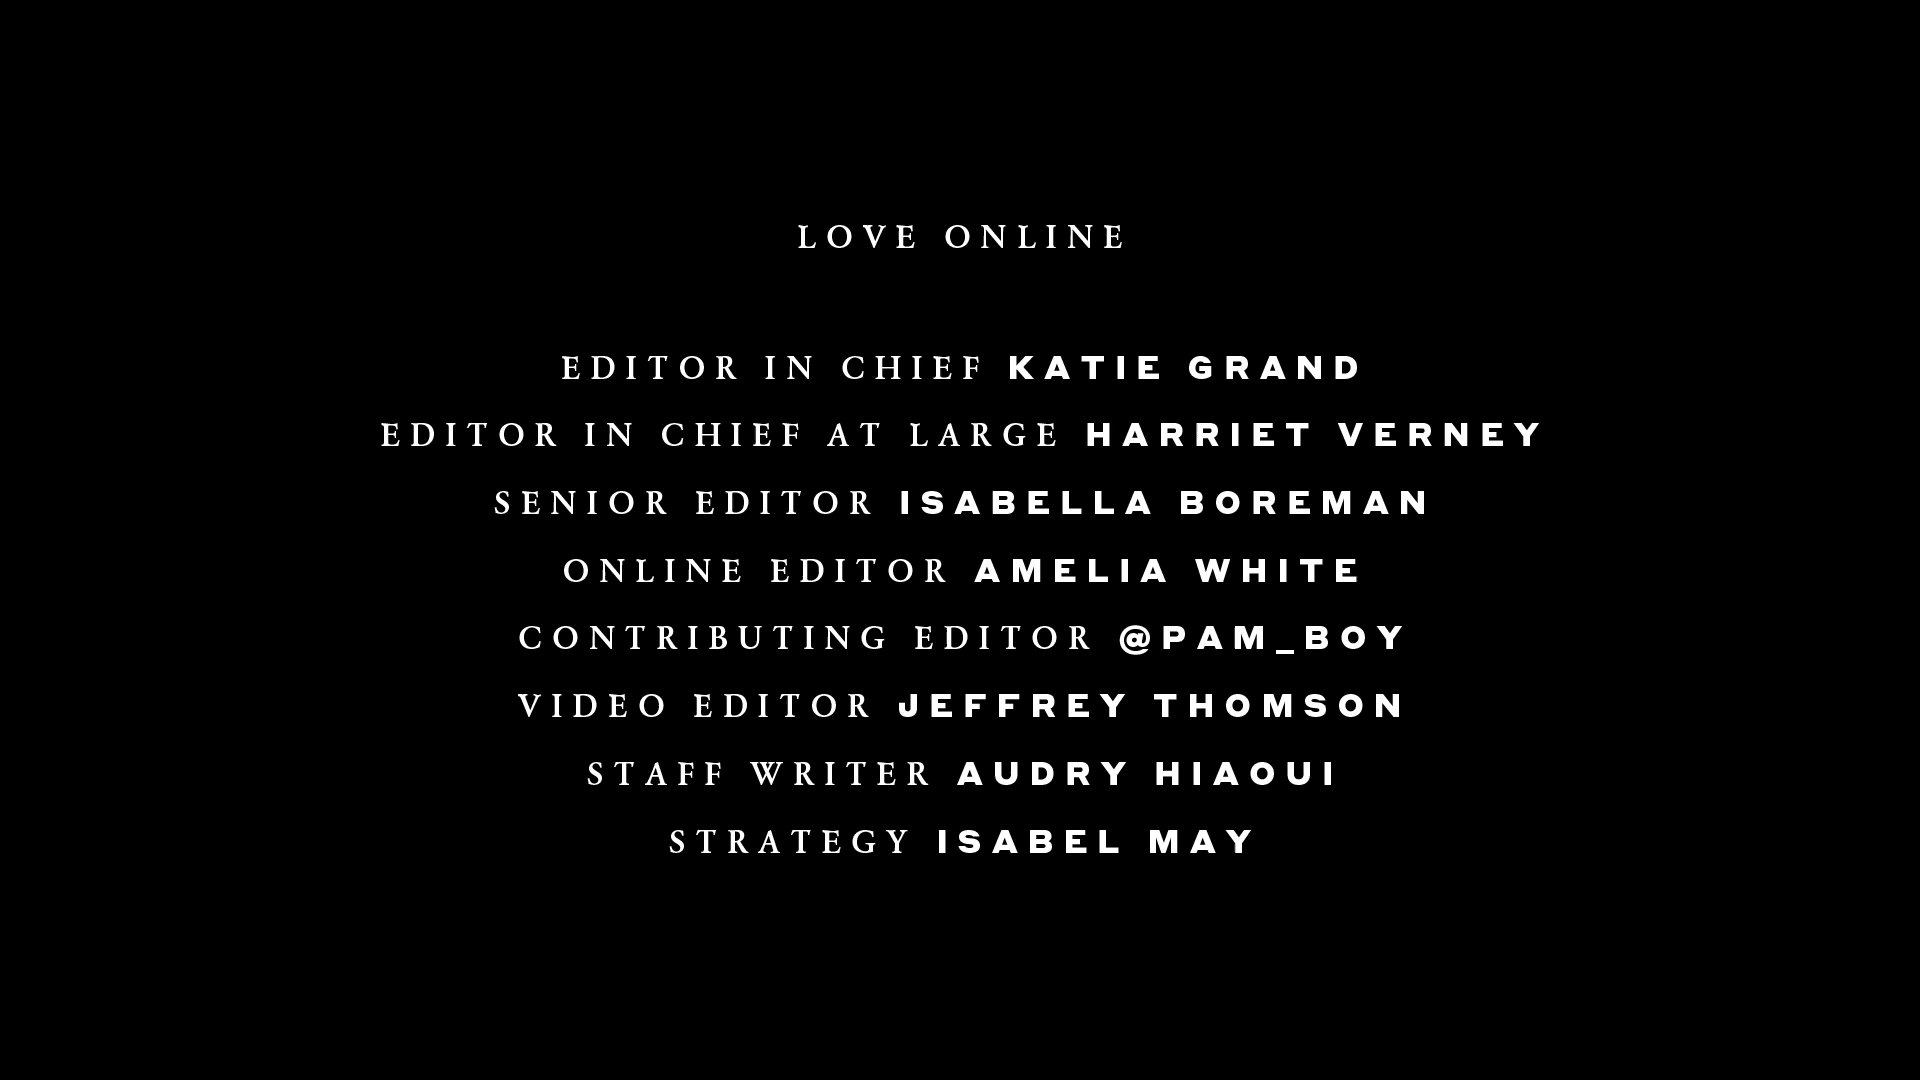 LOVE ONLINE
EDITOR IN CHIEF KATIE GRAND
EDITOR IN CHIEF AT LARGE HARRIET VERNEY
SENIOR EDITOR ISABELLA BOREMAN
ONLINE EDITOR AMELIA WHITE
CONTRIBUTING EDITOR @PAM_BOY
VIDEO EDITOR JEFFREY THOMSON
STAFF WRITER AUDRY HIAOUI
STRATEGY ISABEL MAY